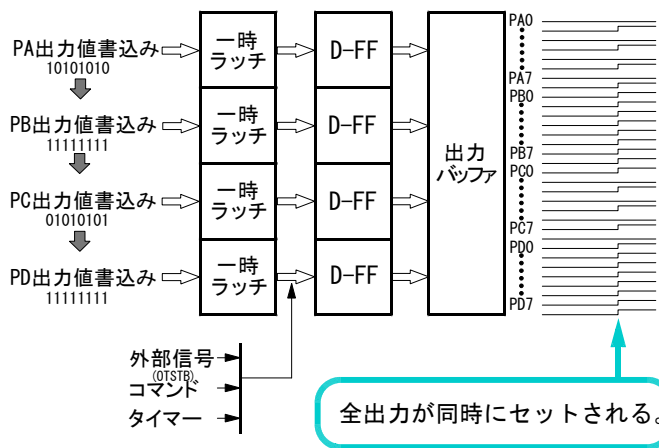 PA出力値書込み
10101010
PB出力値書込み
11111111
PC出力値書込み
01010101
PD出力値書込み
11111111
一時
ラッチ
一時
ラッチ
一時
ラッチ
一時
ラッチ
D-FF
D-FF
D-FF
D-FF
出力
バッファ
PA0
PA7
PB0
PB7
PC0
PC7
PD0
PD7
外部信号
(OTSTB)
コマンド
タイマー
全出力が同時にセットされる。